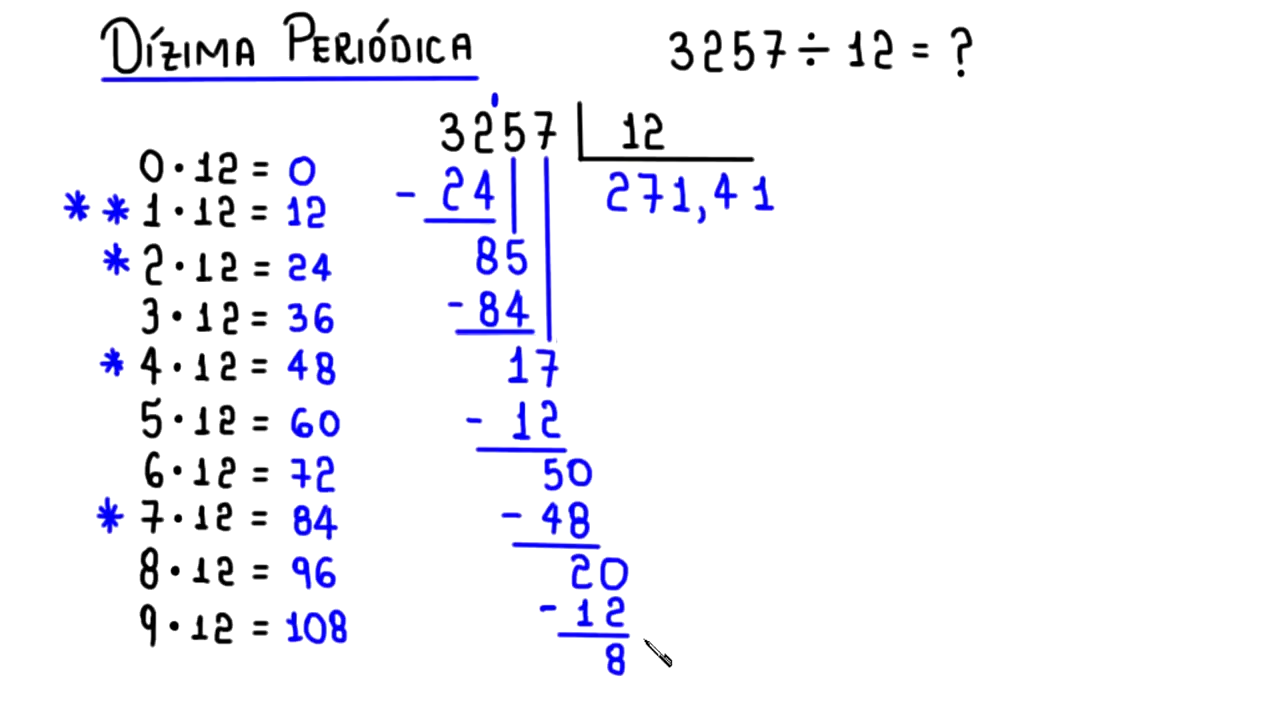 DÍZIMA PERIÓDICA
3257 ÷ 12 = ?
0 · 12 = 0
* * 1 · 12 = 12
* 2 · 12 = 24
3 · 12 = 36
* 4 · 12 = 48
5 · 12 = 60
6 · 12 = 72
* 7 · 12 = 84
8 · 12 = 96
9 · 12 = 108
32'57 | 12
- 24
271,41
85
- 84
17
- 12
50
- 48
20
- 12
8